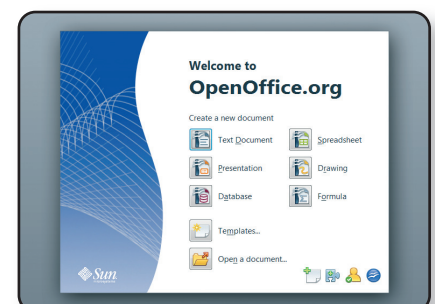 Welcome to
OpenOffice.org
Create a new document
Text Document
Spreadsheet
Presentation
Drawing
Database
Formula
Templates...
Open a document...
Sun